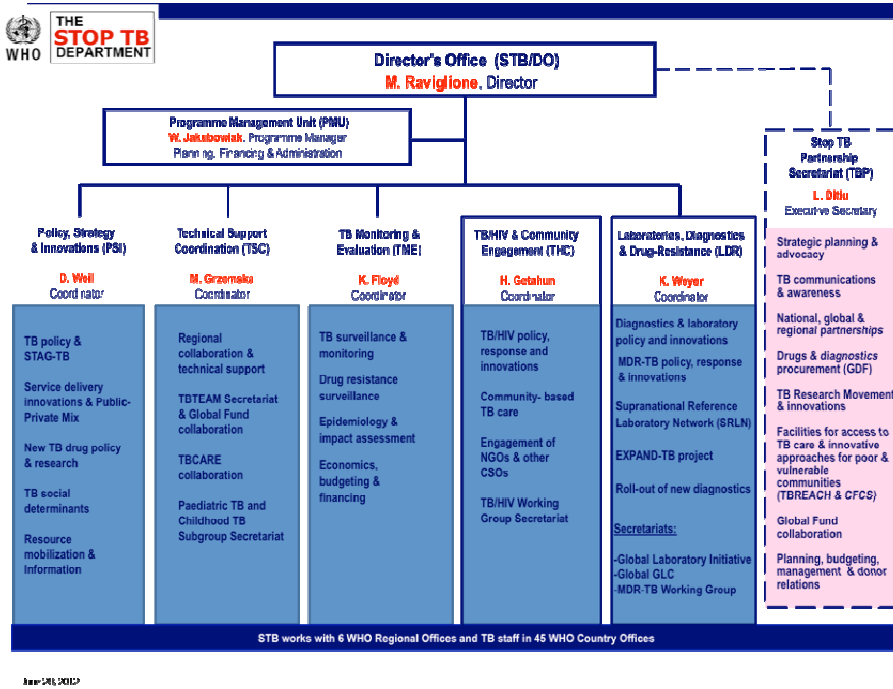 WHO
THE
STOP TB
DEPARTMENT
Director's Office (STB/DO)
M. Raviglione, Director
Programme Management Unit (PMU)
W. Jakubowiak, Programme Manager
Planning, Financing & Administration
Stop TB
Partnership
Secretariat (TBP)
L. Ditiu
Executive Secretary
Strategic planning &
advocacy
TB communications
& awareness
National, global &
regional partnerships
Drugs & diagnostics
procurement (GDF)
TB Research Movement
& innovations
Facilities for access to
TB care & innovative
approaches for poor &
vulnerable
communities
(TBREACH & CFCS)
Global Fund
collaboration
Planning, budgeting,
management & donor
relations
Policy, Strategy
& Innovations (PSI)
D. Weil
Coordinator
TB policy &
STAG-TB
Service delivery
innovations & Public-
Private Mix
New TB drug policy
& research
TB social
determinants
Resource
mobilization &
Information
Technical Support
Coordination (TSC)
M. Grzemska
Coordinator
Regional
collaboration &
technical support
TBTEAM Secretariat
& Global Fund
collaboration
TBCARE
collaboration
Paediatric TB and
Childhood TB
Subgroup Secretariat
TB Monitoring &
Evaluation (TME)
K. Floyd
Coordinator
TB surveillance &
monitoring
Drug resistance
surveillance
Epidemiology &
impact assessment
Economics,
budgeting &
financing
TB/HIV & Community
Engagement (THC)
H. Getahun
Coordinator
TB/HIV policy,
response and
innovations
Community- based
TB care
Engagement of
NGOs & other
CSOs
TB/HIV Working
Group Secretariat
Laboratories, Diagnostics
& Drug-Resistance (LDR)
K. Weyer
Coordinator
Diagnostics & laboratory
policy and innovations
MDR-TB policy, response
& innovations
Supranational Reference
Laboratory Network (SRLN)
EXPAND-TB project
Roll-out of new diagnostics
Secretariats:
-Global Laboratory Initiative
-Global GLC
-MDR-TB Working Group
STB works with 6 WHO Regional Offices and TB staff in 45 WHO Country Offices